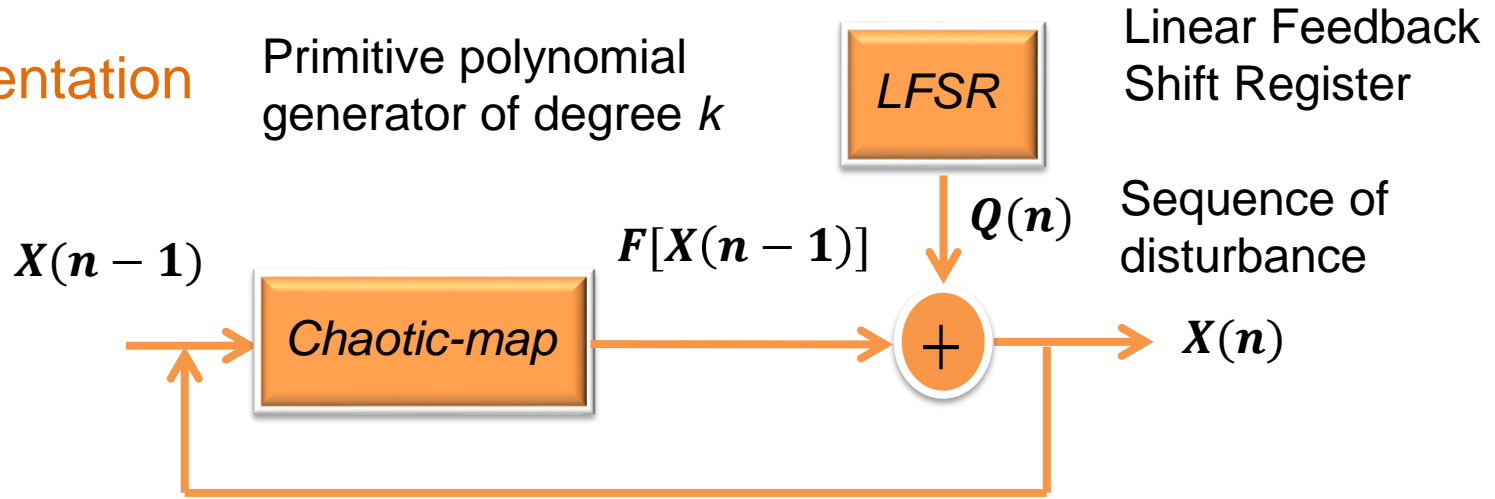 entation
Primitive polynomial
generator of degree k
LFSR
Linear Feedback
Shift Register
Q(n)
Sequence of
disturbance
X(n − 1)
F[X(n − 1)]
Chaotic-map
+
X(n)